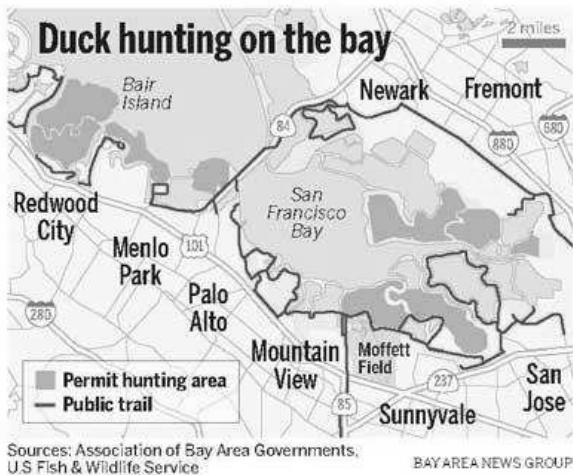 Duck hunting on the bay
2 miles
Bair
Island
Newark
Fremont
84
880
680
San
Francisco
Bay
Redwood
City
101
Menlo
Park
Palo
Alto
280
Mountain
View
Moffett
Field
237
San
Jose
85
Sunnyvale
Permit hunting area
Public trail
Sources: Association of Bay Area Governments,
U.S Fish & Wildlife Service
BAY AREA NEWS GROUP